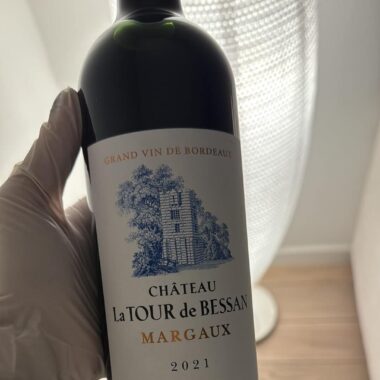 GRAND VIN DE BORDEAUX
CHÂTEAU
La TOUR de BESSAN
MARGAUX
2021